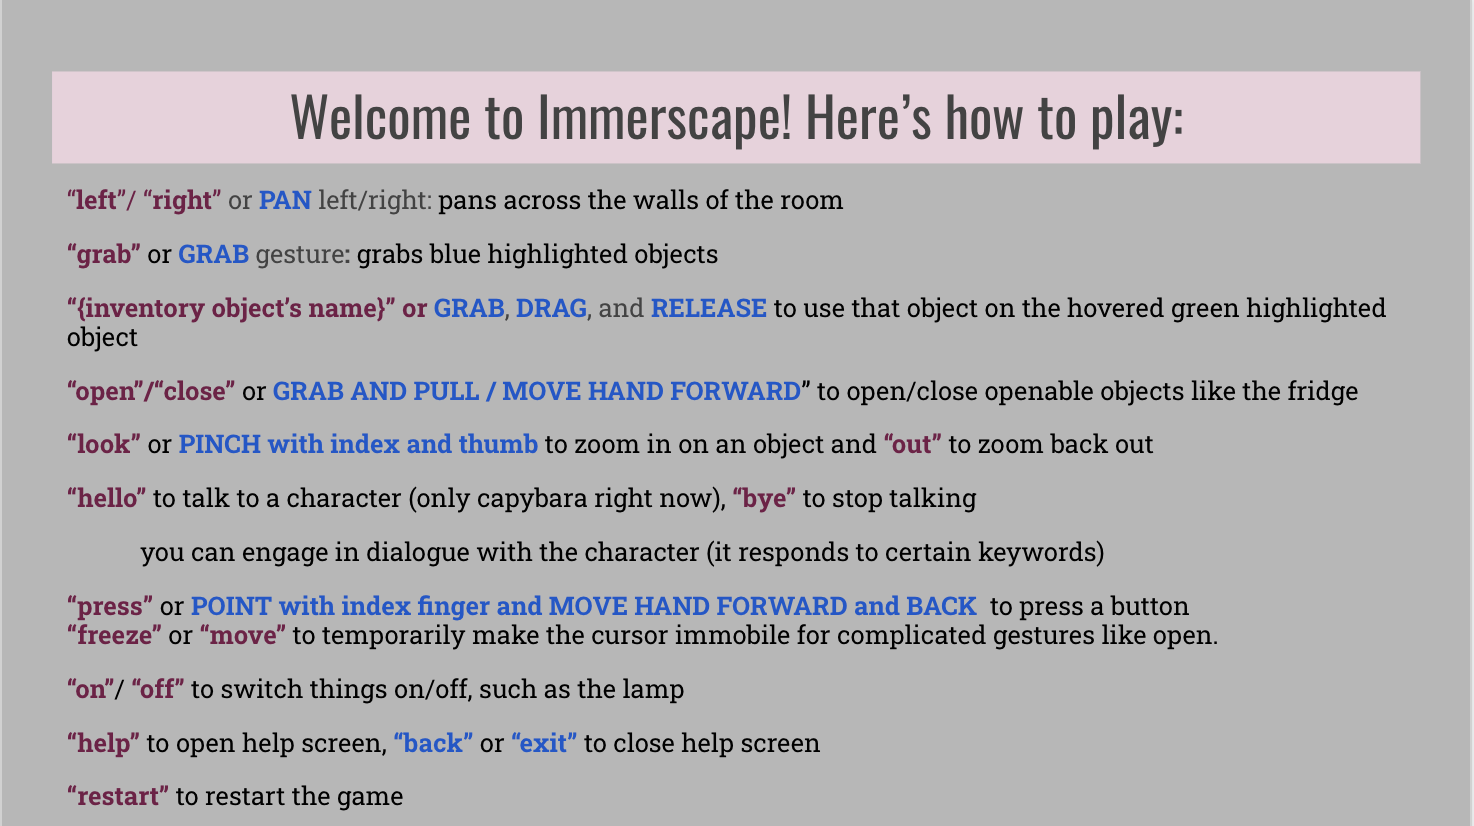 Welcome to Immerscape! Here’s how to play:
“left”/ “right” or PAN left/right: pans across the walls of the room
“grab” or GRAB gesture: grabs blue highlighted objects
“{inventory object’s name}” or GRAB, DRAG, and RELEASE to use that object on the hovered green highlighted
object
“open”/“close” or GRAB AND PULL / MOVE HAND FORWARD” to open/close openable objects like the fridge
“look” or PINCH with index and thumb to zoom in on an object and “out” to zoom back out
“hello” to talk to a character (only capybara right now), “bye” to stop talking
you can engage in dialogue with the character (it responds to certain keywords)
“press” or POINT with index finger and MOVE HAND FORWARD and BACK to press a button
“freeze” or “move” to temporarily make the cursor immobile for complicated gestures like open.
“on”/ “off” to switch things on/off, such as the lamp
“help” to open help screen, “back” or “exit” to close help screen
“restart” to restart the game